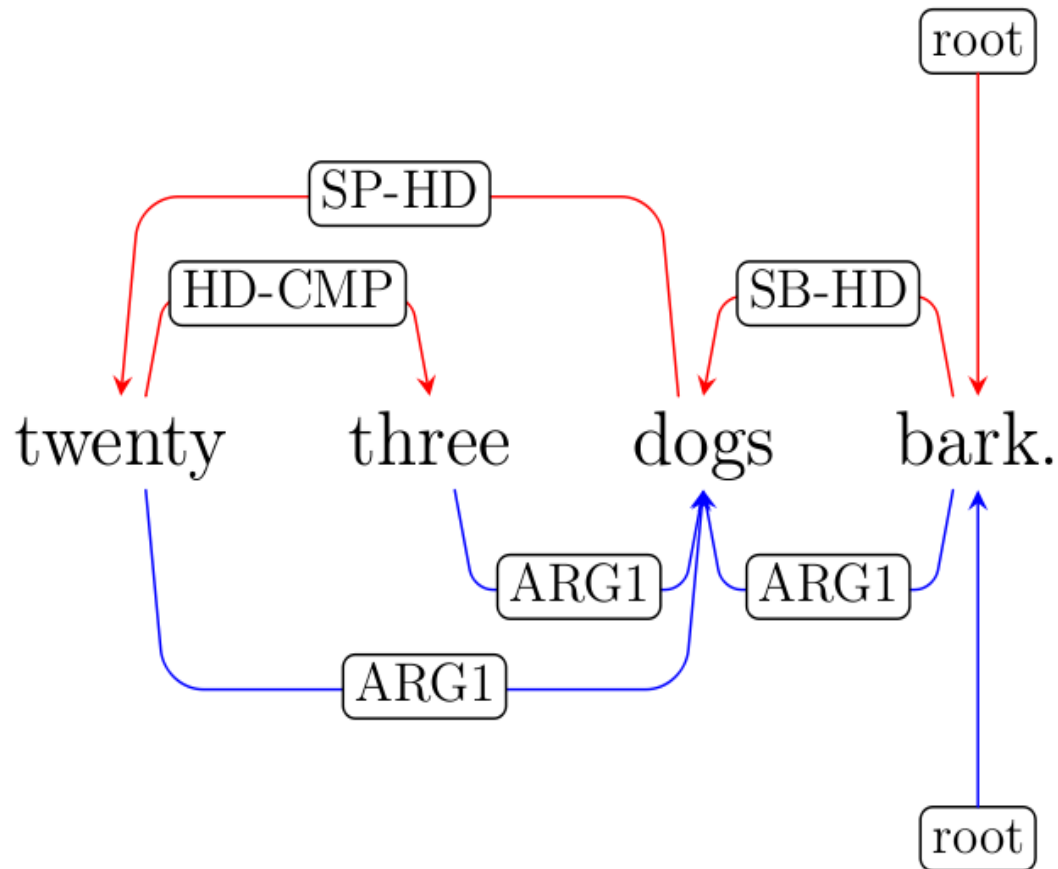 root
SP-HD
HD-CMP SB-HD
twenty three dogs bark.
ARG1 ARG1
ARG1
root